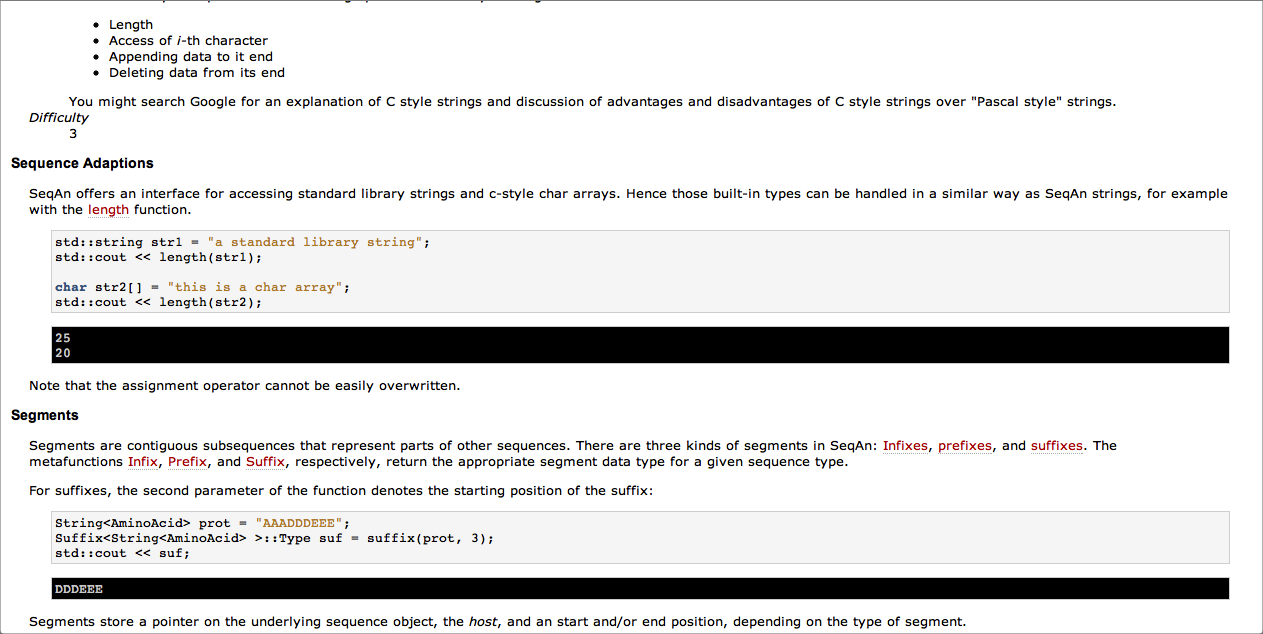 Length
Access of i-th character
Appending data to it end
Deleting data from its end
You might search Google for an explanation of C style strings and discussion of advantages and disadvantages of C style strings over "Pascal style" strings.
Difficulty
3
Sequence Adaptions
SeqAn offers an interface for accessing standard library strings and c-style char arrays. Hence those built-in types can be handled in a similar way as SeqAn strings, for example
with the length function.
std::string str1 = "a standard library string";
std::cout << length(str1);
char str2[] = "this is a char array";
std::cout << length(str2);
25
20
Note that the assignment operator cannot be easily overwritten.
Segments
Segments are contiguous subsequences that represent parts of other sequences. There are three kinds of segments in SeqAn: Infixes, prefixes, and suffixes. The
metafunctions Infix, Prefix, and Suffix, respectively, return the appropriate segment data type for a given sequence type.
For suffixes, the second parameter of the function denotes the starting position of the suffix:
String<AminoAcid> prot = "AAADDDEEE";
Suffix<String<AminoAcid> >::Type suf = suffix(prot, 3);
std::cout << suf;
DDDEEE
Segments store a pointer on the underlying sequence object, the host, and an start and/or end position, depending on the type of segment.